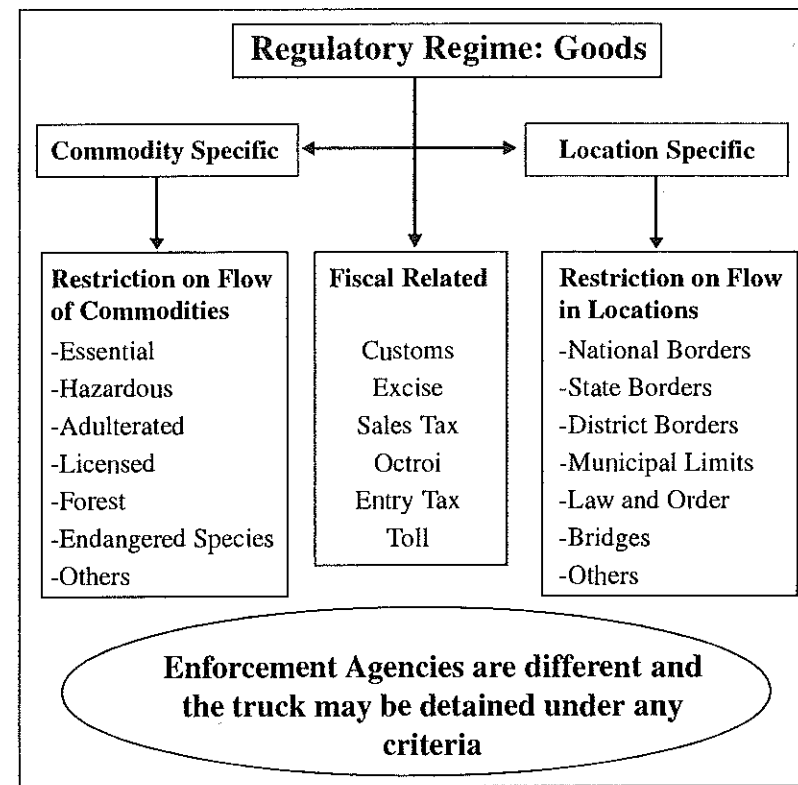 Regulatory Regime: Goods
Commodity Specific
Location Specific
Restriction on Flow
of Commodities
-Essential
-Hazardous
-Adulterated
-Licensed
-Forest
-Endangered Species
-Others
Fiscal Related
Customs
Excise
Sales Tax
Octroi
Entry Tax
Toll
Restriction on Flow
in Locations
-National Borders
-State Borders
-District Borders
-Municipal Limits
-Law and Order
-Bridges
-Others
Enforcement Agencies are different and
the truck may be detained under any
criteria